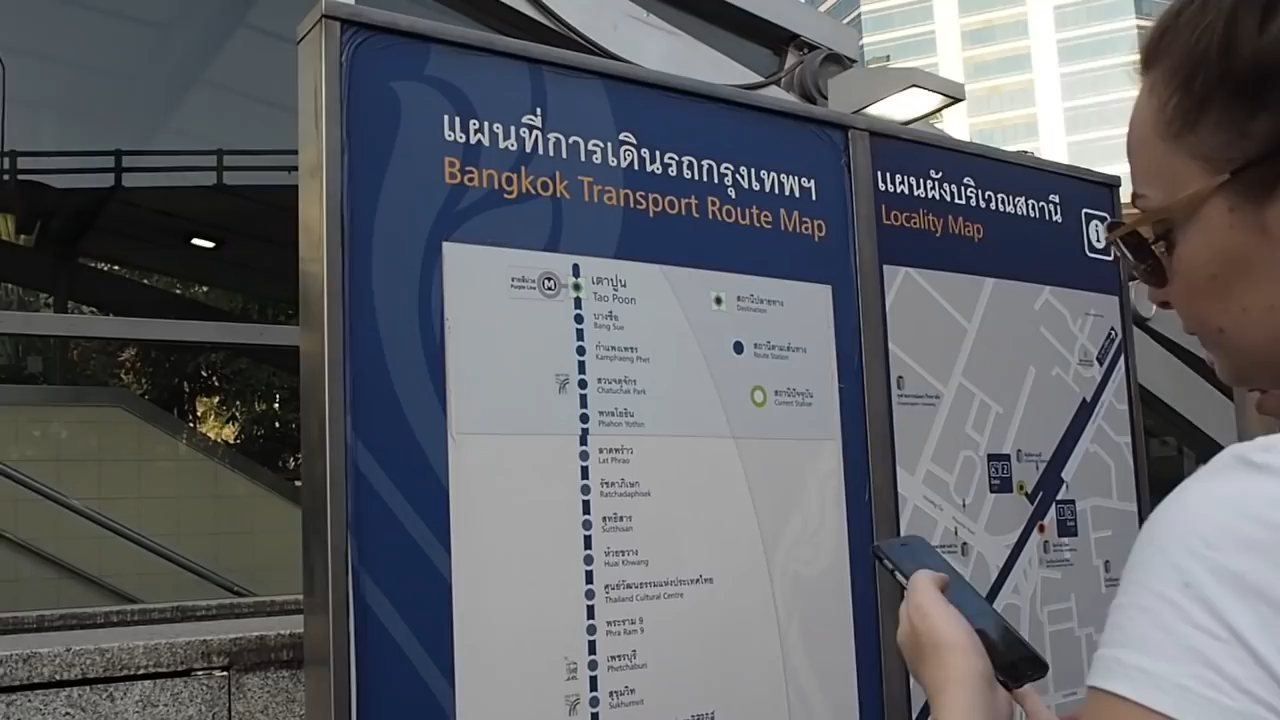 แผนที่การเดินรถกรุงเทพฯ
Bangkok Transport Route Map
สายสีม่วง
Purple Line
M
เตาปูน
Tao Poon
บางซื่อ
Bang Sue
กำแพงเพชร
Kamphaeng Phet
สวนจตุจักร
Chatuchak Park
พหลโยธิน
Phahon Yothin
ลาดพร้าว
Lat Phrao
รัชดาภิเษก
Ratchadaphisek
สุทธิสาร
Sutthisan
ห้วยขวาง
Huai Khwang
ศูนย์วัฒนธรรมแห่งประเทศไทย
Thailand Cultural Centre
พระราม 9
Phra Ram 9
เพชรบุรี
Phetchaburi
สุขุมวิท
Sukhumvit
สถานีปลายทาง
Destination
สถานีตามเส้นทาง
Route Station
สถานีปัจจุบัน
Current Station
แผนผังบริเวณสถานี
Locality Map
i
2
1